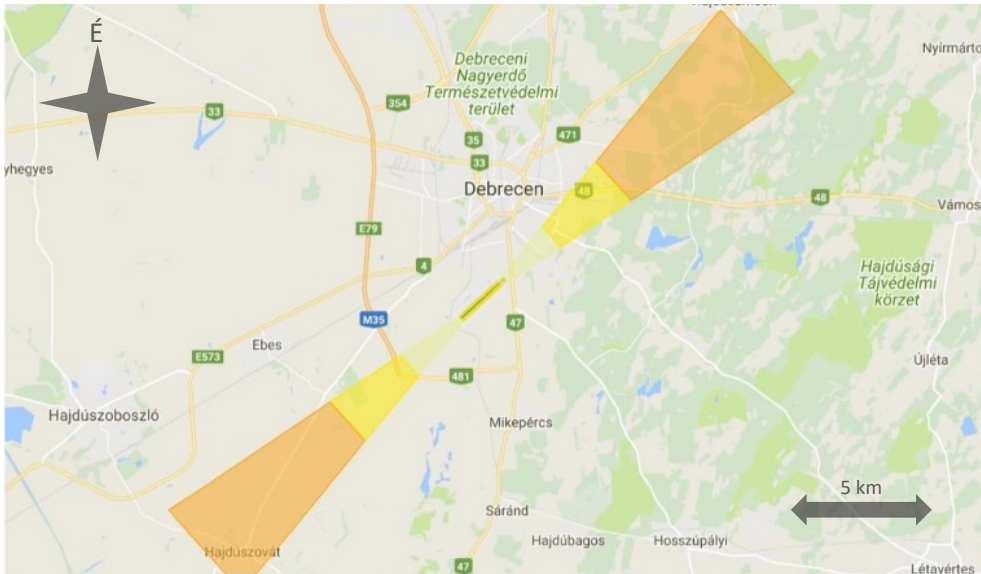 É
Nyírmárto
Debreceni
Nagyerdő
Természetvédelmi
terület
354
33
35
471
33
yhegyes
Debrecen
48
48
Vámos
E79
4
Hajdúsági
Tájvédelmi
körzet
M35
47
Ebes
E573
Újléta
481
Hajdúszoboszló
Mikepércs
5 km
Sáránd
Hajdúbagos
Hosszúpályi
Hajdúszovát
47
Létavértes